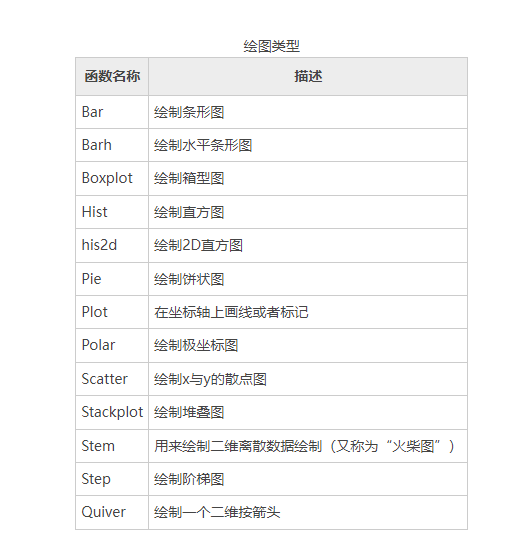 绘图类型
函数名称 描述
Bar 绘制条形图
Barh 绘制水平条形图
Boxplot 绘制箱型图
Hist 绘制直方图
his2d 绘制2D直方图
Pie 绘制饼状图
Plot 在坐标轴上画线或者标记
Polar 绘制极坐标图
Scatter 绘制x与y的散点图
Stackplot 绘制堆叠图
Stem 用来绘制二维离散数据绘制（又称为“火柴图”）
Step 绘制阶梯图
Quiver 绘制一个二维按箭头